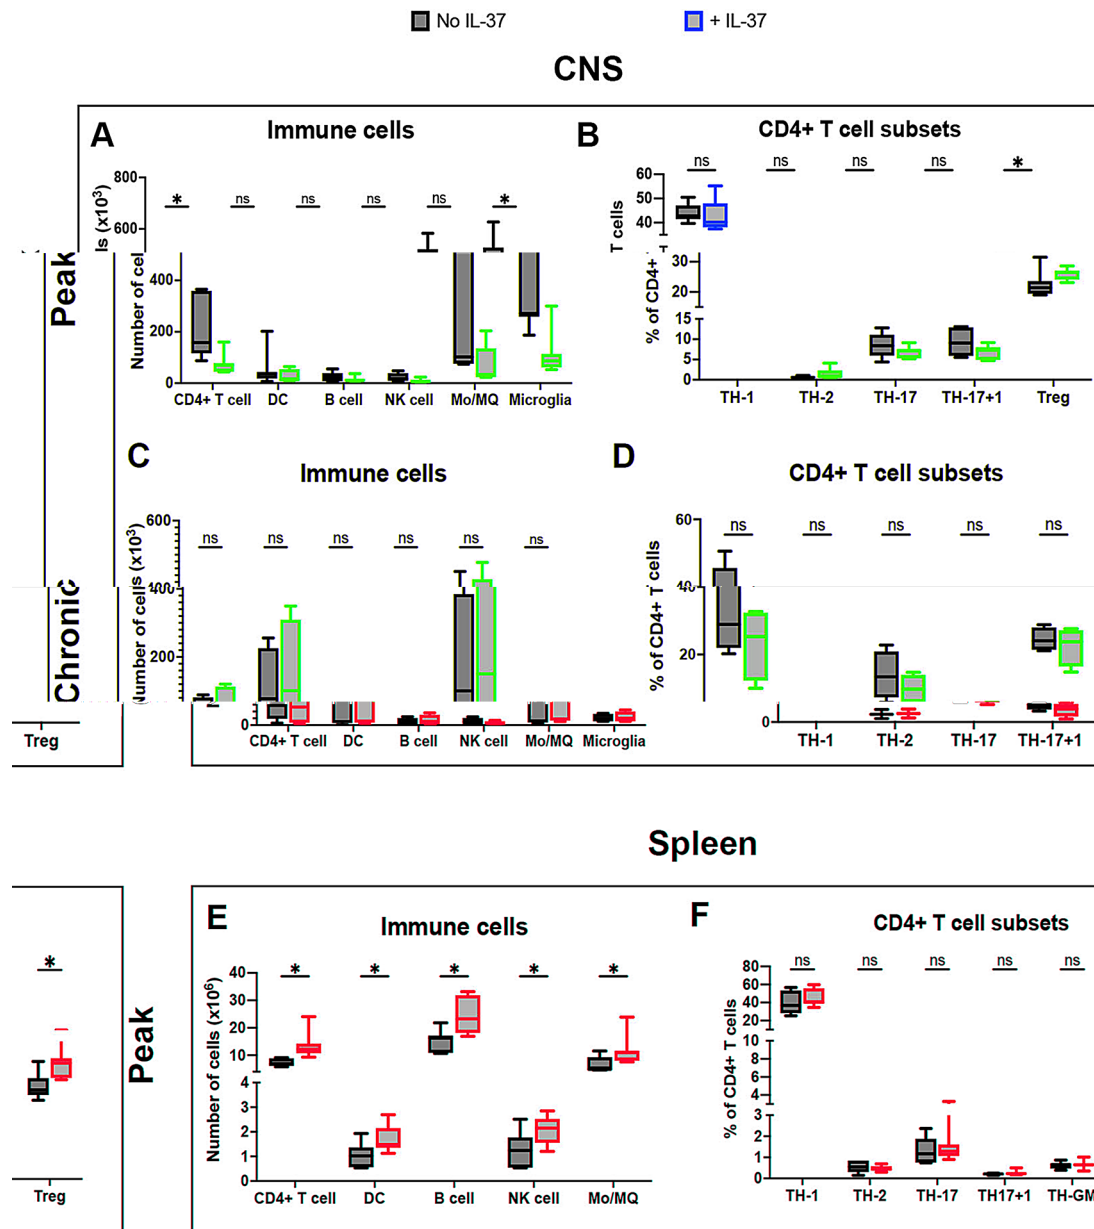 No IL-37 + IL-37
CNS
A
Immune cells
B
CD4+ T cell subsets
Peak
Number of cel
ls (x10³)
800
600
400
200
0
* ns ns ns ns *
CD4+ T cell DC B cell NK cell Mo/MQ Microglia
% of CD4+ T
T cells
60
50
40
30
20
15
10
5
0
ns ns ns ns *
TH-1 TH-2 TH-17 TH-17+1 Treg
C
Immune cells
D
CD4+ T cell subsets
Chronic
Number of cells (x10³)
600
400
200
0
ns ns ns ns ns ns
CD4+ T cell DC B cell NK cell Mo/MQ Microglia
% of CD4+ T cells
60
40
20
0
ns ns ns ns ns
TH-1 TH-2 TH-17 TH-17+1
Treg
Spleen
Peak
*
Treg
E
Immune cells
F
CD4+ T cell subsets
Number of cells (x10⁶)
40
30
20
10
4
3
2
1
0
* * * * *
CD4+ T cell DC B cell NK cell Mo/MQ
% of CD4+ T cells
80
60
40
20
10
8
6
4
3
2
1
0
ns ns ns ns ns
TH-1 TH-2 TH-17 TH17+1 TH-GM